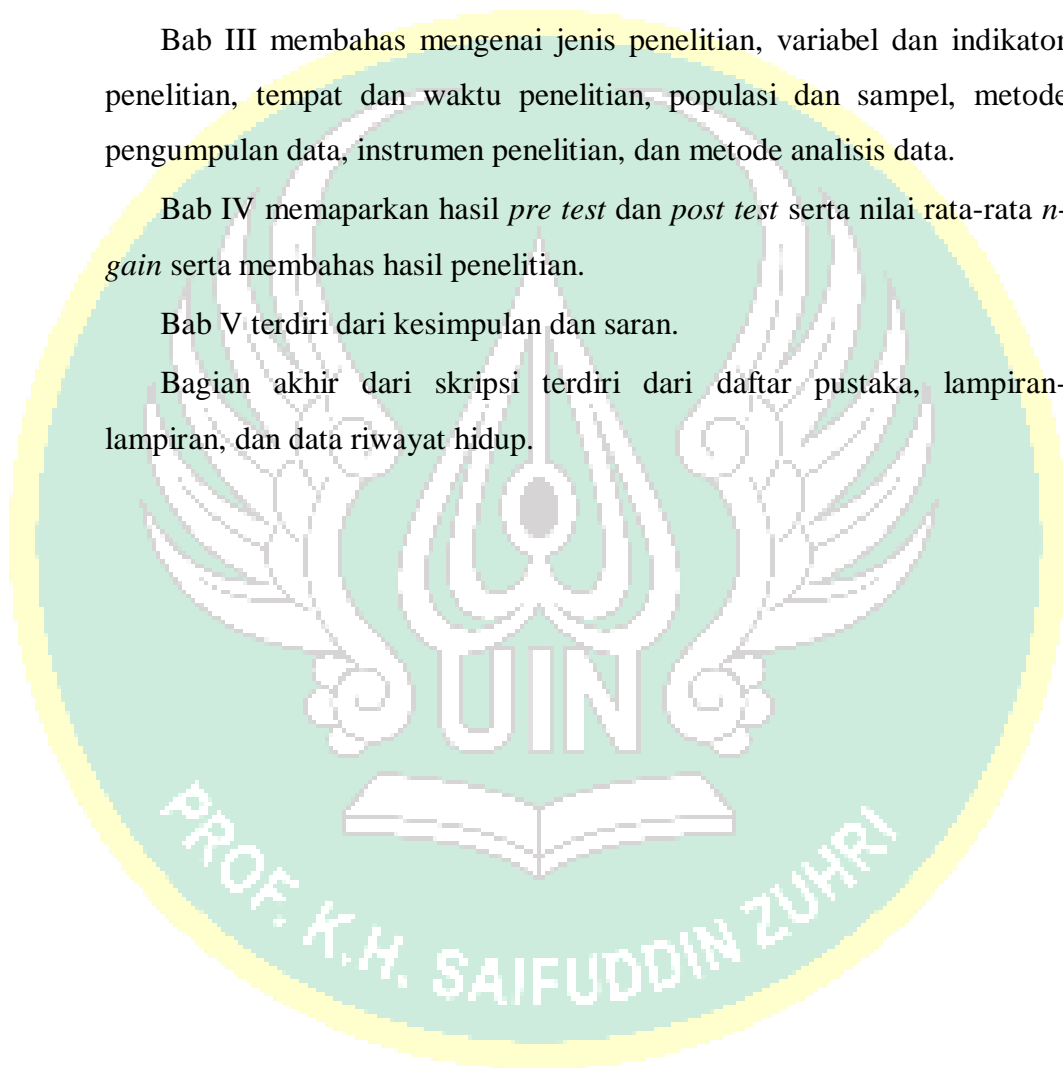 Bab III membahas mengenai jenis penelitian, variabel dan indikator
penelitian, tempat dan waktu penelitian, populasi dan sampel, metode
pengumpulan data, instrumen penelitian, dan metode analisis data.
Bab IV memaparkan hasil pre test dan post test serta nilai rata-rata n-
gain serta membahas hasil penelitian.
Bab V terdiri dari kesimpulan dan saran.
Bagian akhir dari skripsi terdiri dari daftar pustaka, lampiran-
lampiran, dan data riwayat hidup.
UIN
PROF. K.H. SAIFUDDIN ZUHRI